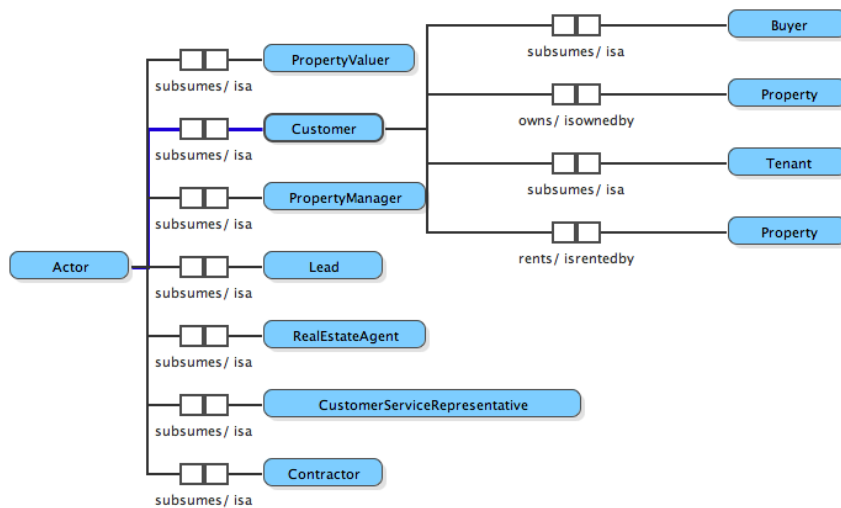 Buyer
PropertyValuer
subsumes/ isa
subsumes/ isa
Property
Customer
owns/ isownedby
subsumes/ isa
Tenant
PropertyManager
subsumes/ isa
subsumes/ isa
Property
Actor
Lead
rents/ isrentedby
subsumes/ isa
RealEstateAgent
subsumes/ isa
CustomerServiceRepresentative
subsumes/ isa
Contractor
subsumes/ isa